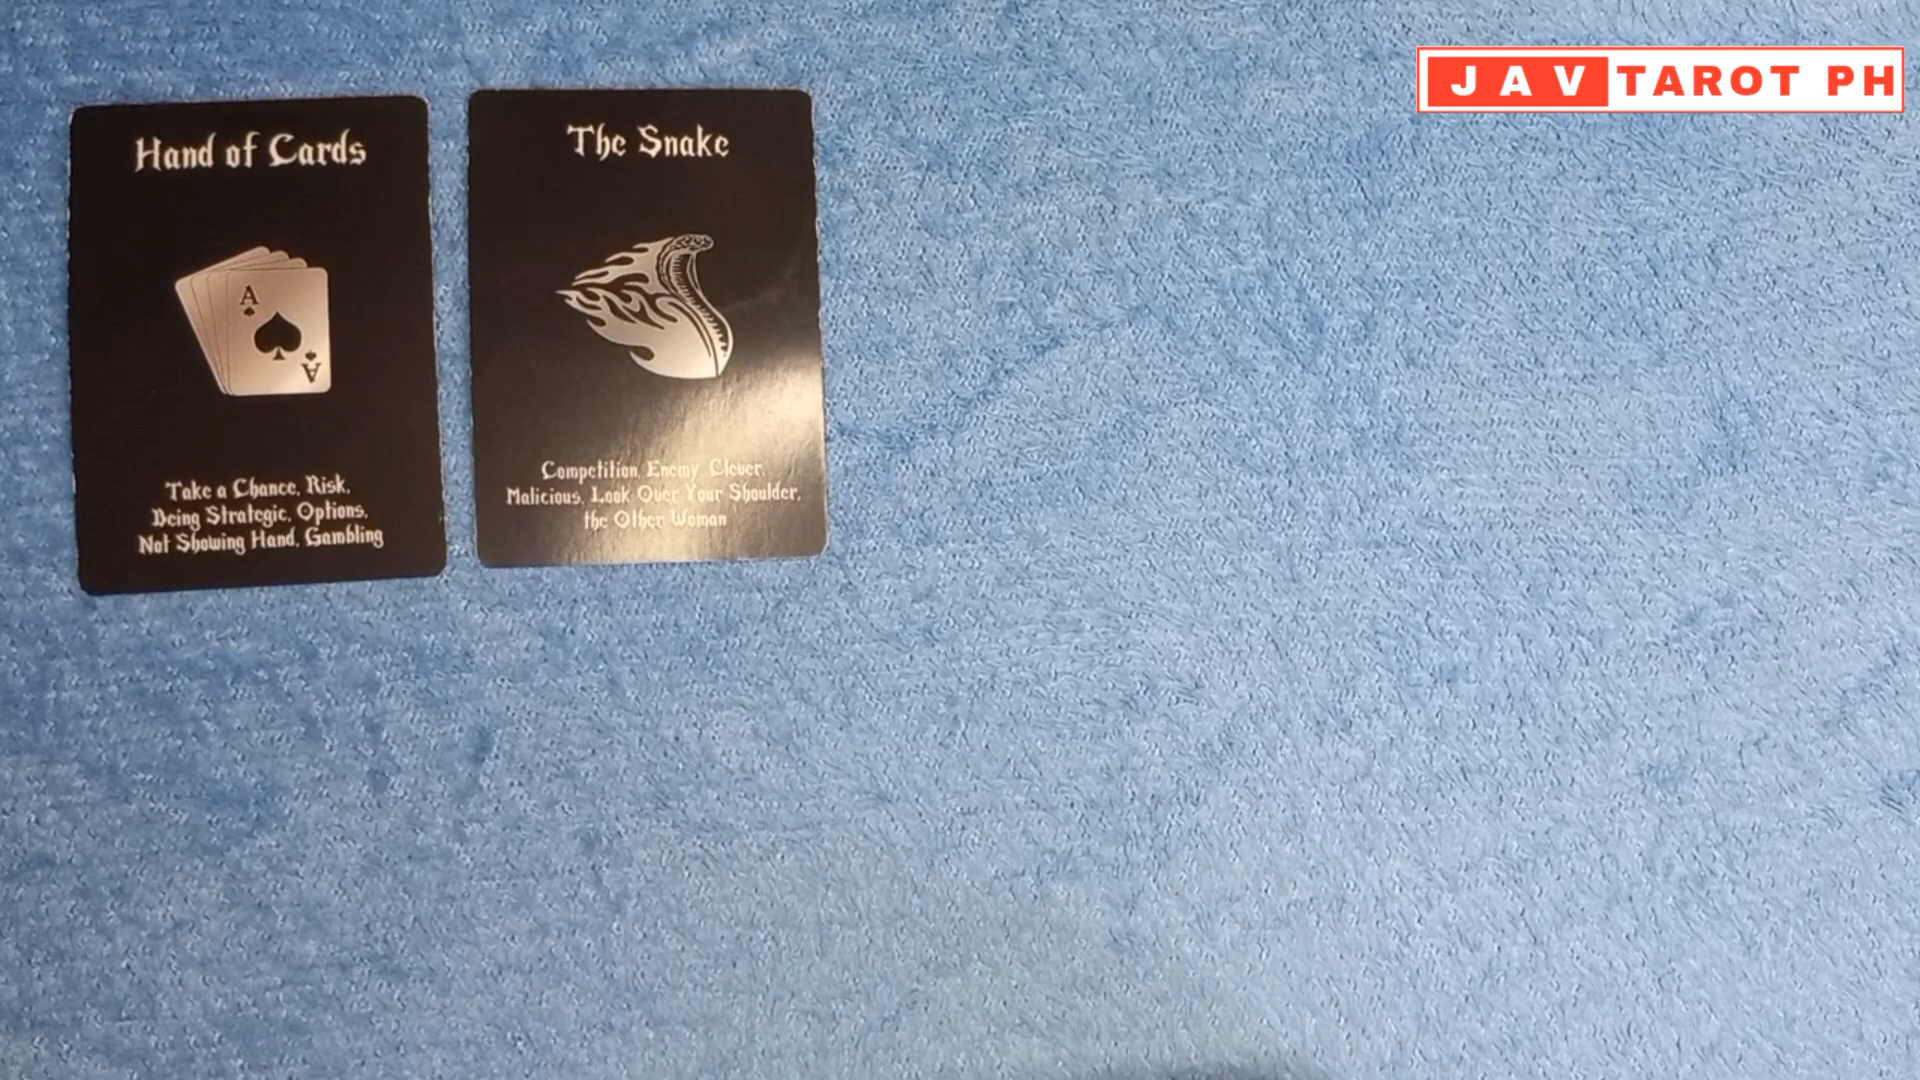 JAV TAROT PH
Hand of Cards
A
A
Take a Chance, Risk,
Being Strategic, Options,
Not Showing Hand, Gambling
The Snake
Competition, Enemy, Clever,
Malicious, Look Over Your Shoulder,
the Other Woman